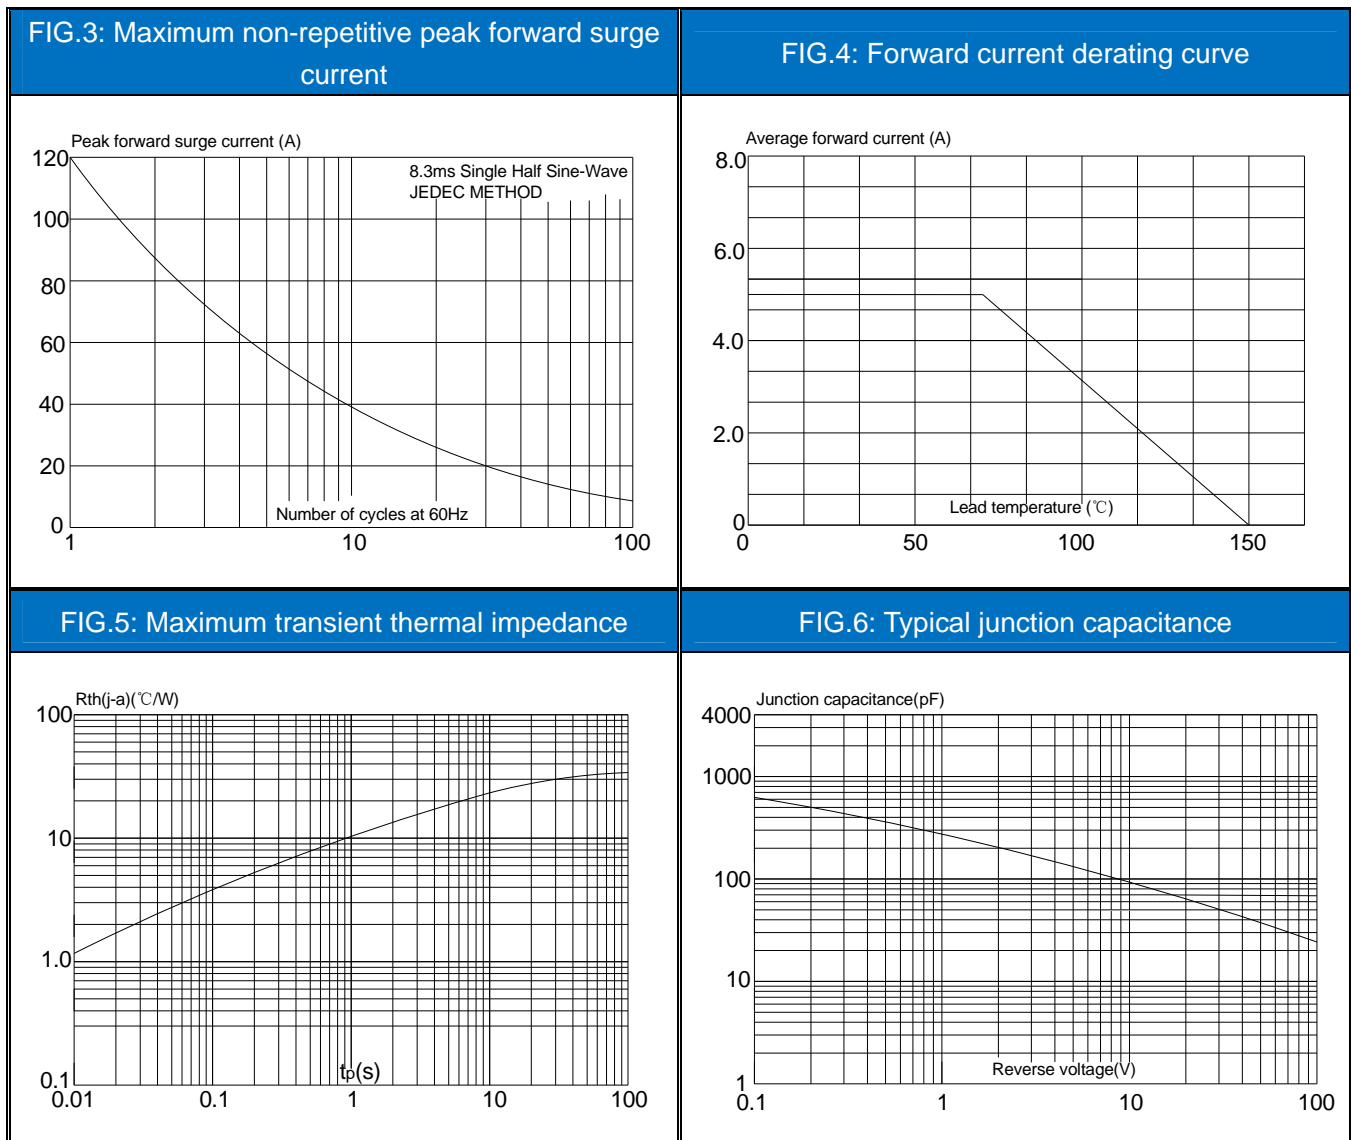 FIG.3: Maximum non-repetitive peak forward surge
current
FIG.4: Forward current derating curve
Peak forward surge current (A)
8.3ms Single Half Sine-Wave
JEDEC METHOD
120
100
80
60
40
20
0
Number of cycles at 60Hz
1
10
100
Average forward current (A)
8.0
6.0
4.0
2.0
0
Lead temperature (℃)
0
50
100
150
FIG.5: Maximum transient thermal impedance
FIG.6: Typical junction capacitance
Rth(j-a)(℃/W)
100
10
1.0
0.1
tp(s)
0.01
0.1
1
10
100
Junction capacitance(pF)
4000
1000
100
10
1
Reverse voltage(V)
0.1
1
10
100